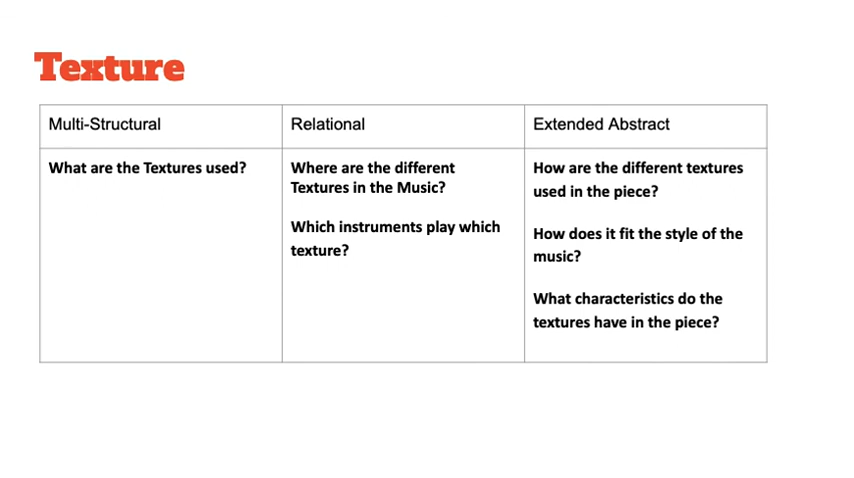 Texture
Multi-Structural
Relational
Extended Abstract
What are the Textures used?
Where are the different
Textures in the Music?
Which instruments play which
texture?
How are the different textures
used in the piece?
How does it fit the style of the
music?
What characteristics do the
textures have in the piece?